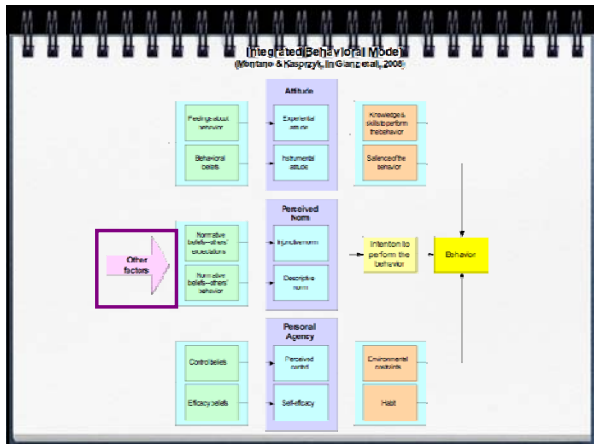 Integrated Behavioral Model
(Montano & Kasprzyk, in Glanz et al., 2008)
Attitude
Feelings about
behavior
Experiential
attitude
Knowledge &
skills to perform
the behavior
Behavioral
beliefs
Instrumental
attitude
Salience of the
behavior
Perceived
Norm
Other
factors
Normative
beliefs—others'
expectations
Injunctive norm
Intention to
perform the
behavior
Behavior
Normative
beliefs—others'
behavior
Descriptive
norm
Personal
Agency
Control beliefs
Perceived
control
Environmental
constraints
Efficacy beliefs
Self-efficacy
Habit